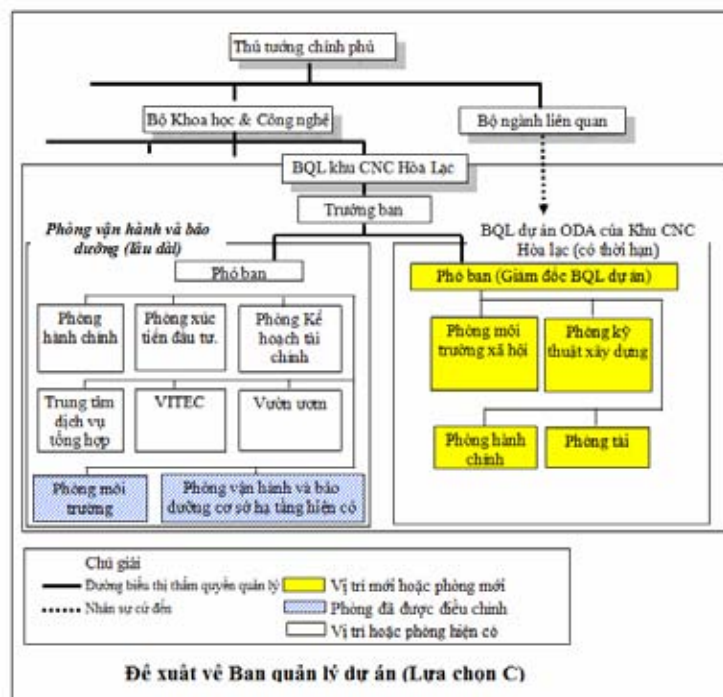 Thủ tướng chính phủ
Bộ Khoa học & Công nghệ
Bộ ngành liên quan
BQL khu CNC Hòa Lạc
Trưởng ban
Phòng vận hành và bảo
dưỡng (lâu dài)
BQL dự án ODA của Khu CNC
Hòa lạc (có thời hạn)
Phó ban
Phó ban (Giám đốc BQL dự án)
Phòng
hành chính
Phòng xúc
tiến đầu tư.
Phòng Kế
hoạch tài
chính
Phòng môi
trường xã hội
Phòng kỹ
thuật xây dựng
Trung tâm
dịch vụ
tổng hợp
VITEC
Vườn ươm
Phòng hành
chính
Phòng tài
Phòng môi
trường
Phòng vận hành và bảo
dưỡng cơ sở hạ tầng hiện có
Chú giải
Đường biểu thị thẩm quyền quản lý
Nhân sự cử đến
Vị trí mới hoặc phòng mới
Phòng đã được điều chỉnh
Vị trí hoặc phòng hiện có
Đề xuất về Ban quản lý dự án (Lựa chọn C)